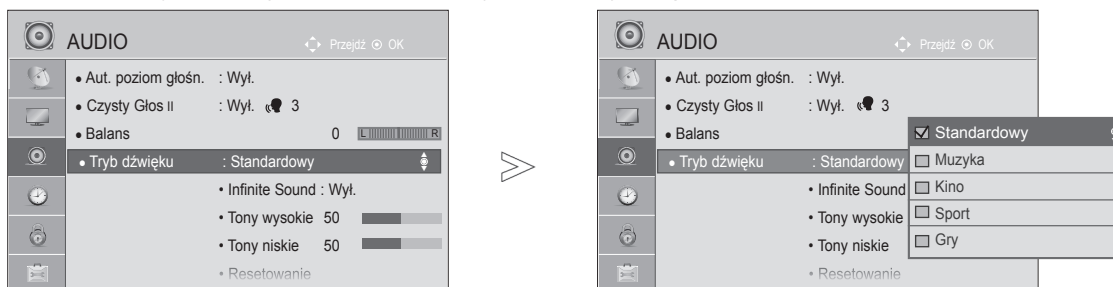 AUDIO
Przejdź OK
• Aut. poziom głośn. : Wył.
• Czysty Głos II : Wył. 3
• Balans 0 L R
• Tryb dźwięku : Standardowy
• Infinite Sound : Wył.
• Tony wysokie 50
• Tony niskie 50
• Resetowanie
AUDIO
Przejdź OK
• Aut. poziom głośn. : Wył.
• Czysty Głos II : Wył. 3
• Balans
• Tryb dźwięku : Standardowy
• Infinite Sound
• Tony wysokie
• Tony niskie
• Resetowanie
Standardowy
Muzyka
Kino
Sport
Gry